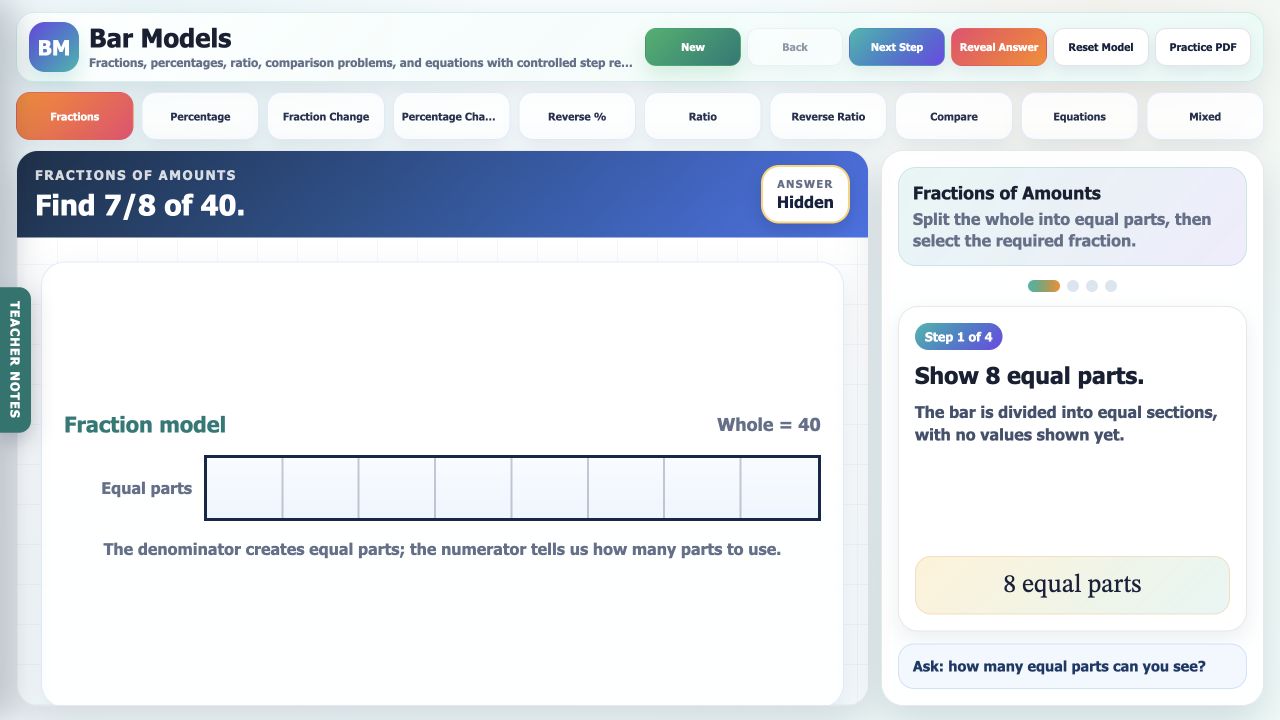 BM
Bar Models
Fractions, percentages, ratio, comparison problems, and equations with controlled step re...
New
Back
Next Step
Reveal Answer
Reset Model
Practice PDF
Fractions
Percentage
Fraction Change
Percentage Cha...
Reverse %
Ratio
Reverse Ratio
Compare
Equations
Mixed
FRACTIONS OF AMOUNTS
Find 7/8 of 40.
ANSWER
Hidden
TEACHER NOTES
Fraction model
Whole = 40
Equal parts
The denominator creates equal parts; the numerator tells us how many parts to use.
Fractions of Amounts
Split the whole into equal parts, then
select the required fraction.
Step 1 of 4
Show 8 equal parts.
The bar is divided into equal sections,
with no values shown yet.
8 equal parts
Ask: how many equal parts can you see?